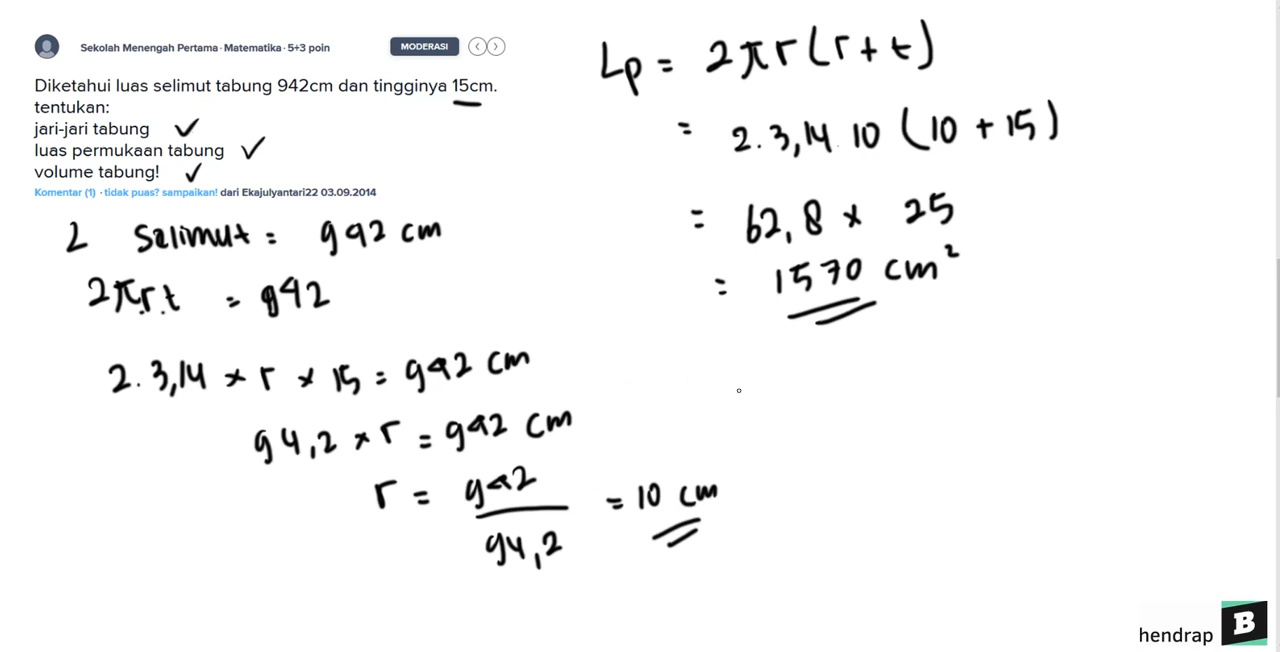 Sekolah Menengah Pertama · Matematika · 5+3 poin
MODERASI
Diketahui luas selimut tabung 942cm dan tingginya 15cm.
tentukan:
jari-jari tabung
luas permukaan tabung
volume tabung!
Komentar (1) · tidak puas? sampaikan! dari Ekajulyantari22 03.09.2014
L selimut = 942 cm
2πr.t = 942
2.3,14 × r × 15 = 942 cm
94,2 × r = 942 cm
r = 942 / 94,2 = 10 cm
Lp = 2πr(r+t)
= 2.3,14.10 (10 + 15)
= 62,8 × 25
= 1570 cm²
hendrap B